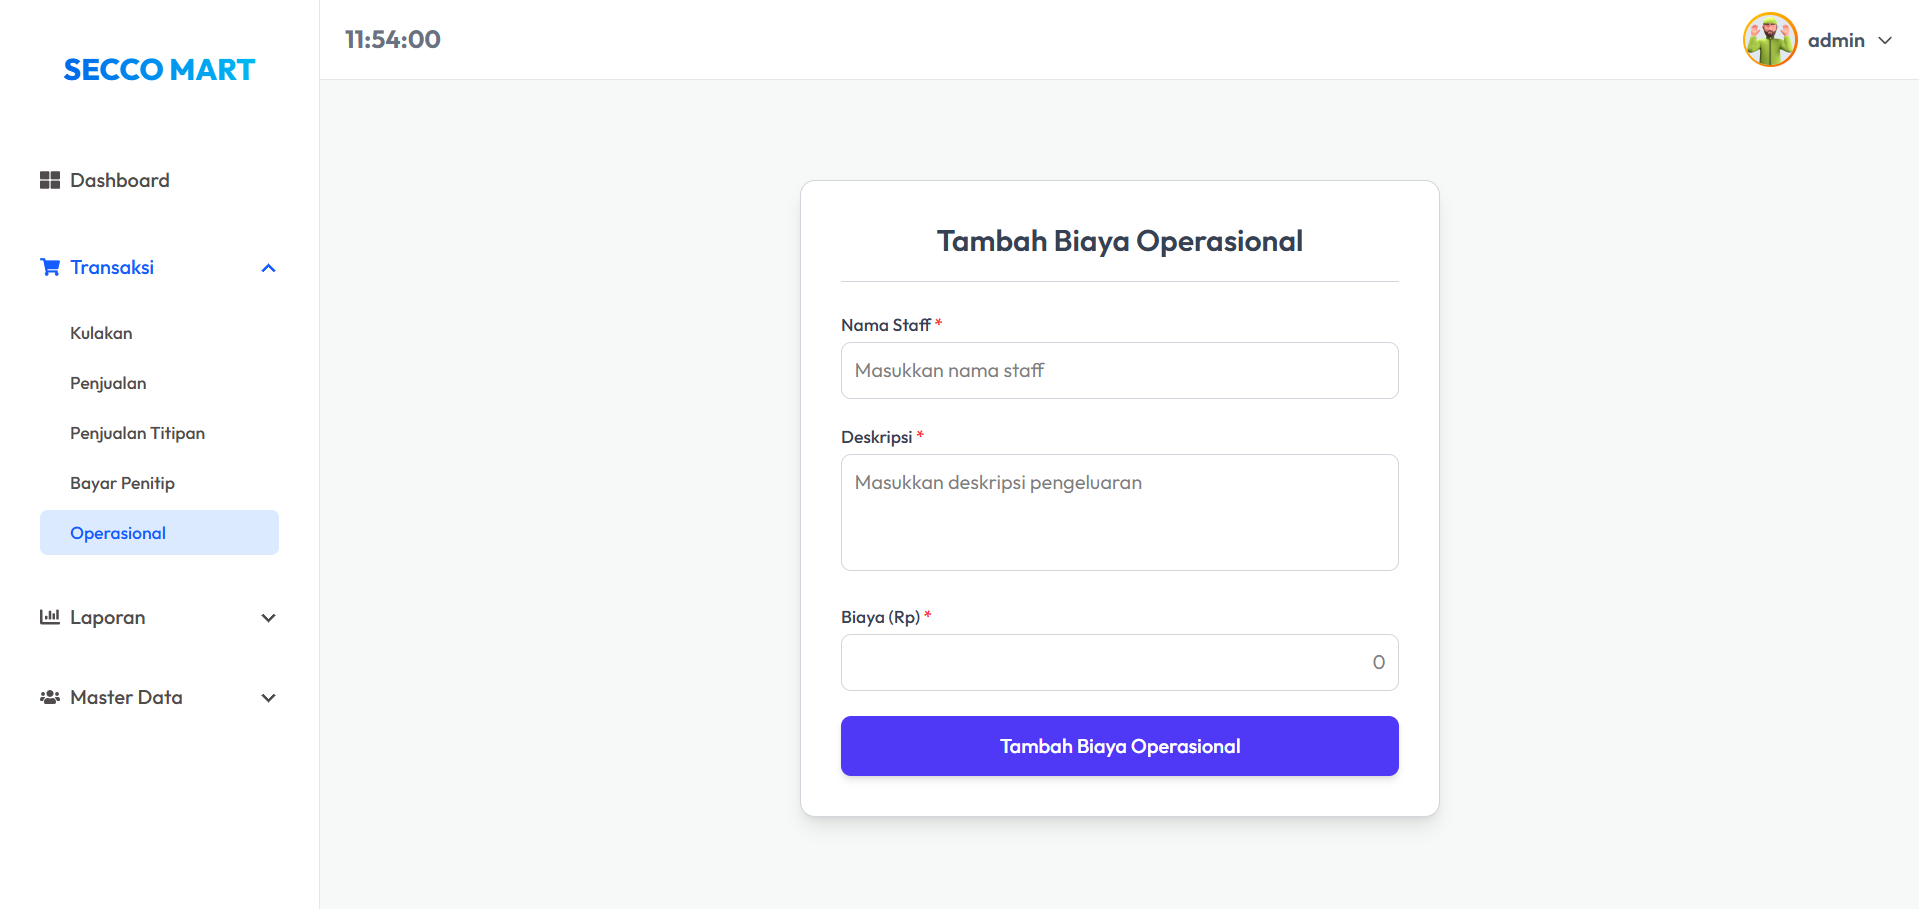 SECCO MART
Dashboard
Transaksi
Kulakan
Penjualan
Penjualan Titipan
Bayar Penitip
Operasional
Laporan
Master Data
11:54:00
admin
Tambah Biaya Operasional
Nama Staff *
Masukkan nama staff
Deskripsi *
Masukkan deskripsi pengeluaran
Biaya (Rp) *
0
Tambah Biaya Operasional